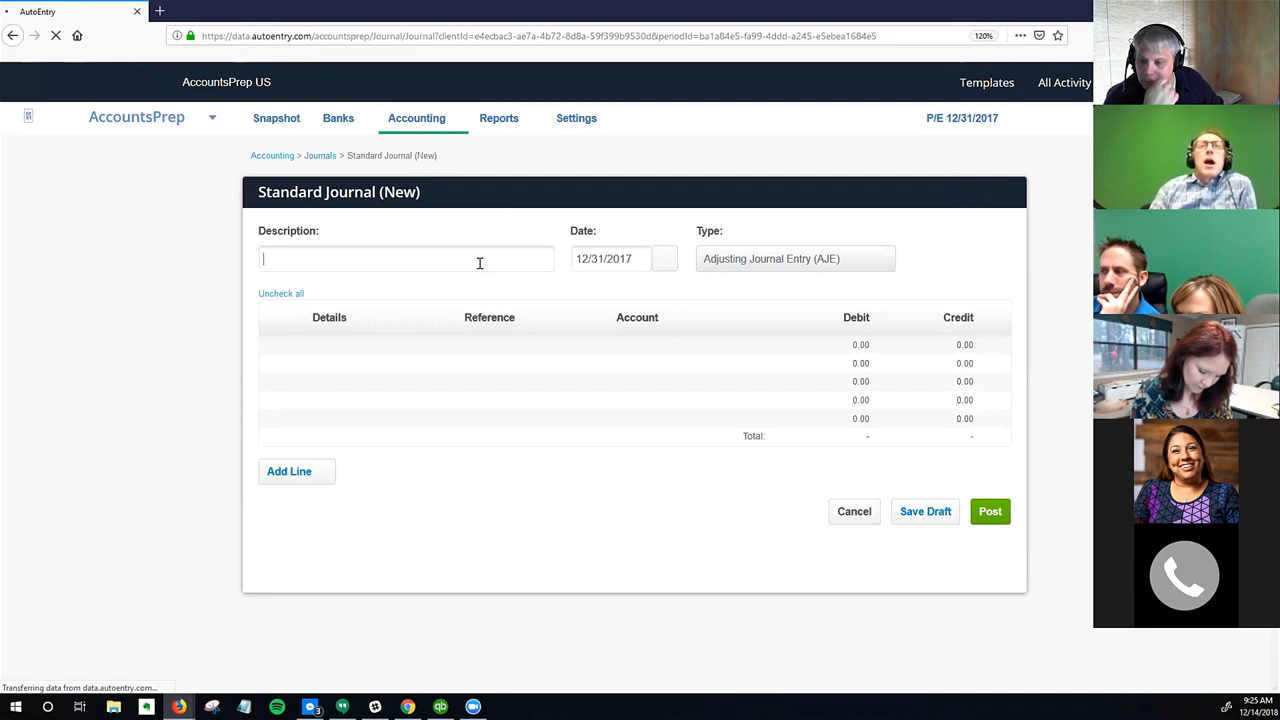 AutoEntry
https://data.autoentry.com/accountsprep/Journal/Journal?clientId=e4ecbac3-ae7a-4b72-8d8a-59f399b9530d&periodId=ba1a84e5-fa99-4ddd-a245-e5ebea1684e5
120%
AccountsPrep US
Templates
All Activity
AccountsPrep
Snapshot
Banks
Accounting
Reports
Settings
P/E 12/31/2017
Accounting > Journals > Standard Journal (New)
Standard Journal (New)
Description:
Date:
Type:
12/31/2017
Adjusting Journal Entry (AJE)
Uncheck all
Details Reference Account Debit Credit
0.00 0.00
0.00 0.00
0.00 0.00
0.00 0.00
0.00 0.00
Total: - -
Add Line
Cancel
Save Draft
Post
Transferring data from data.autoentry.com...
3
qb
9:25 AM
12/14/2018